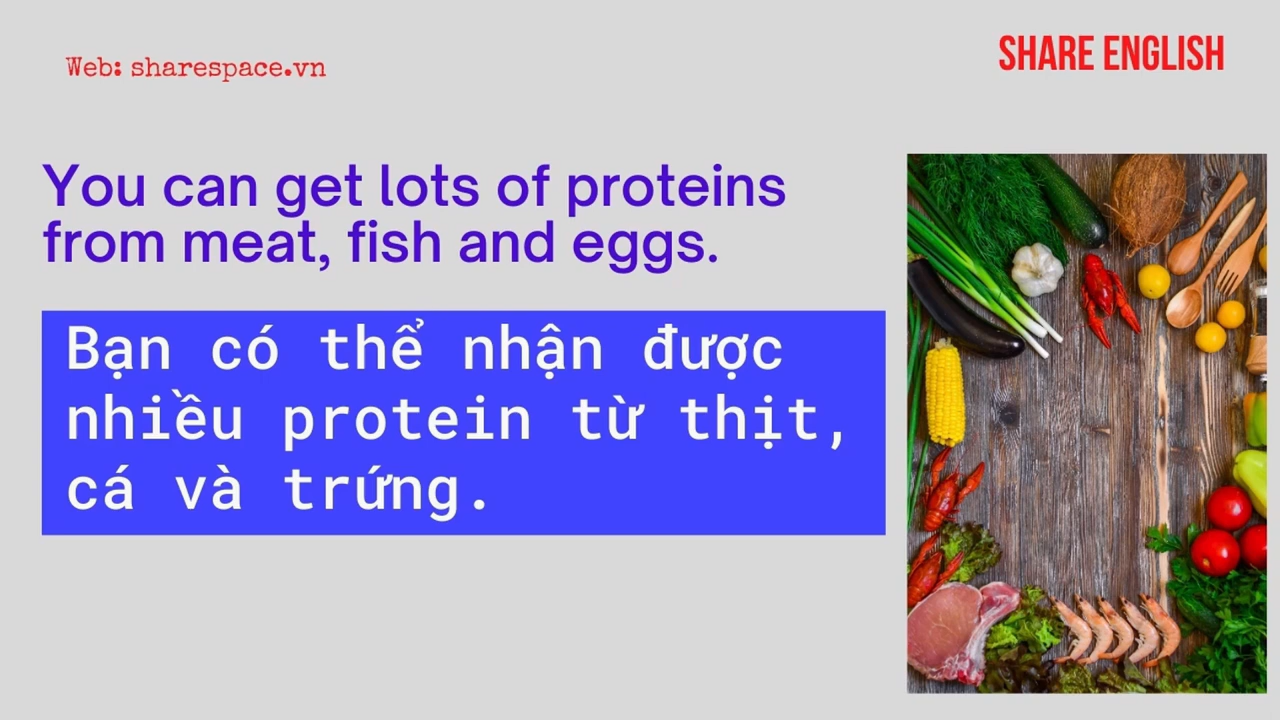 Web: sharespace.vn
SHARE ENGLISH
You can get lots of proteins
from meat, fish and eggs.
Bạn có thể nhận được
nhiều protein từ thịt,
cá và trứng.